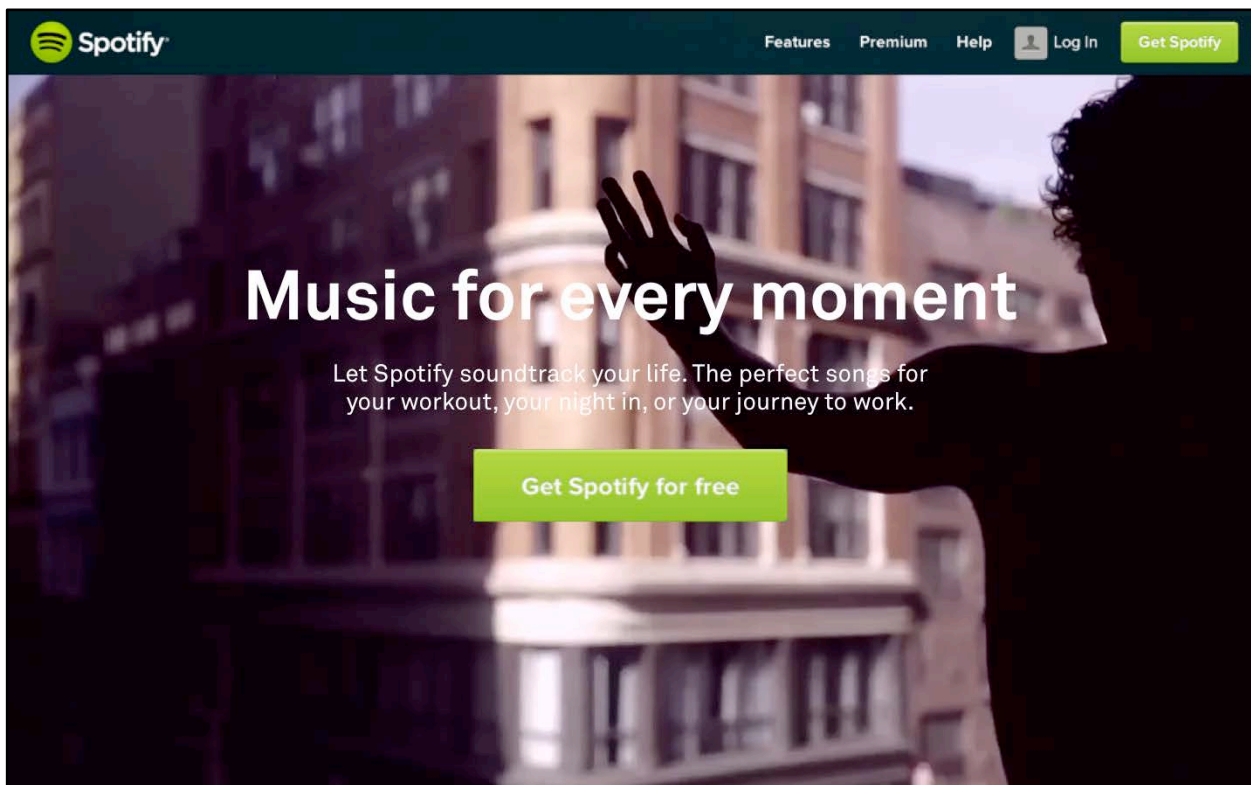 Spotify
Features Premium Help Log In Get Spotify
Music for every moment
Let Spotify soundtrack your life. The perfect songs for
your workout, your night in, or your journey to work.
Get Spotify for free